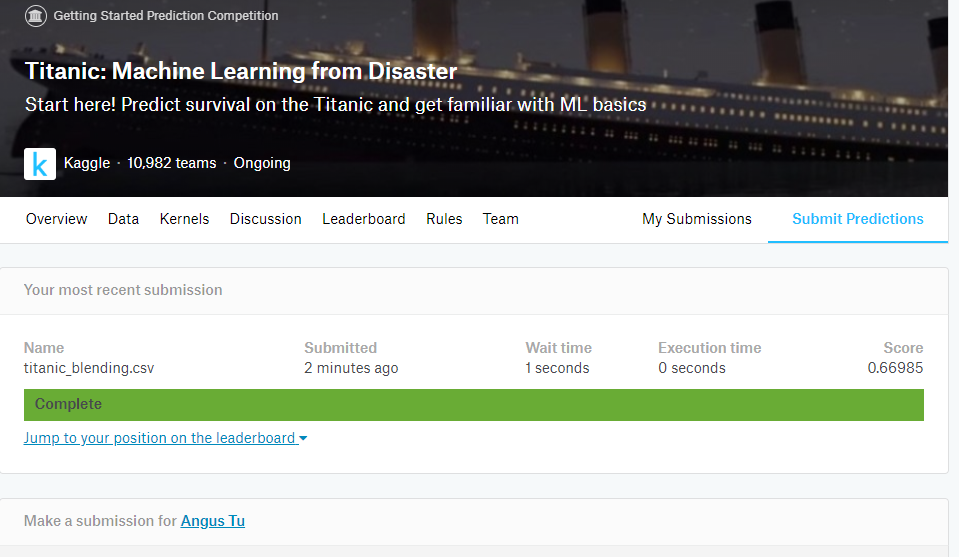 Getting Started Prediction Competition
Titanic: Machine Learning from Disaster
Start here! Predict survival on the Titanic and get familiar with ML basics
k Kaggle · 10,982 teams · Ongoing
Overview Data Kernels Discussion Leaderboard Rules Team My Submissions Submit Predictions
Your most recent submission
Name Submitted Wait time Execution time Score
titanic_blending.csv 2 minutes ago 1 seconds 0 seconds 0.66985
Complete
Jump to your position on the leaderboard
Make a submission for Angus Tu